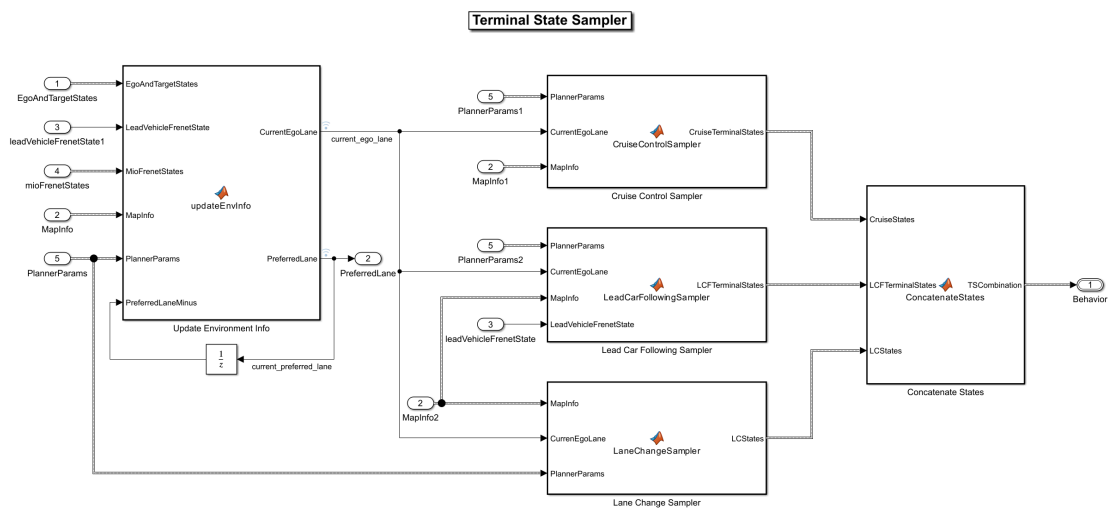 Terminal State Sampler
1
EgoAndTargetStates
3
leadVehicleFrenetState1
4
mioFrenetStates
2
MapInfo
5
PlannerParams
EgoAndTargetStates
LeadVehicleFrenetState
MioFrenetStates
MapInfo
PlannerParams
PreferredLaneMinus
updateEnvInfo
CurrentEgoLane
PreferredLane
Update Environment Info
1
z
current_preferred_lane
current_ego_lane
2
PreferredLane
5
PlannerParams1
2
MapInfo1
PlannerParams
CurrentEgoLane
MapInfo
CruiseControlSampler
CruiseTerminalStates
Cruise Control Sampler
5
PlannerParams2
3
leadVehicleFrenetState
PlannerParams
CurrentEgoLane
MapInfo
LeadVehicleFrenetState
LeadCarFollowingSampler
LCFTerminalStates
Lead Car Following Sampler
2
MapInfo2
MapInfo
CurrenEgoLane
PlannerParams
LaneChangeSampler
LCStates
Lane Change Sampler
CruiseStates
LCFTerminalStates
LCStates
ConcatenateStates
TSCombination
Concatenate States
1
Behavior